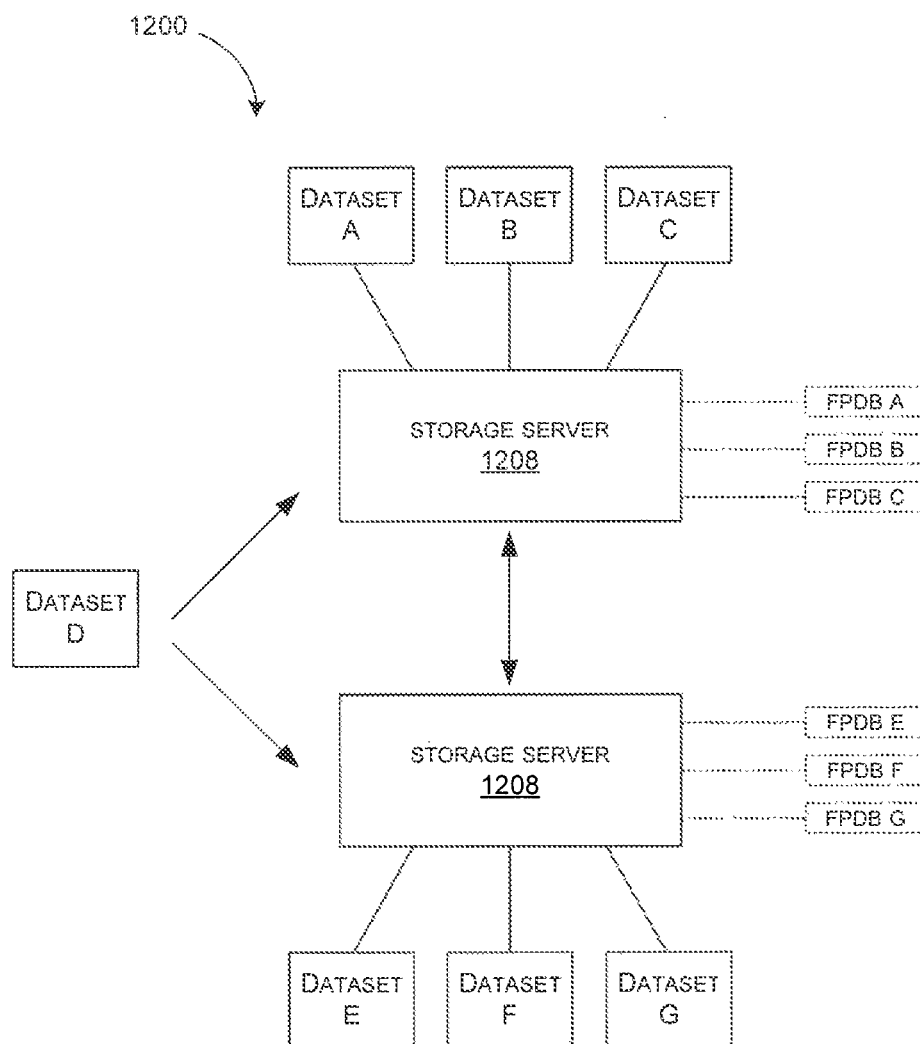 1200
DATASET
A
DATASET
B
DATASET
C
STORAGE SERVER
1208
FPDB A
FPDB B
FPDB C
DATASET
D
STORAGE SERVER
1208
FPDB E
FPDB F
FPDB G
DATASET
E
DATASET
F
DATASET
G